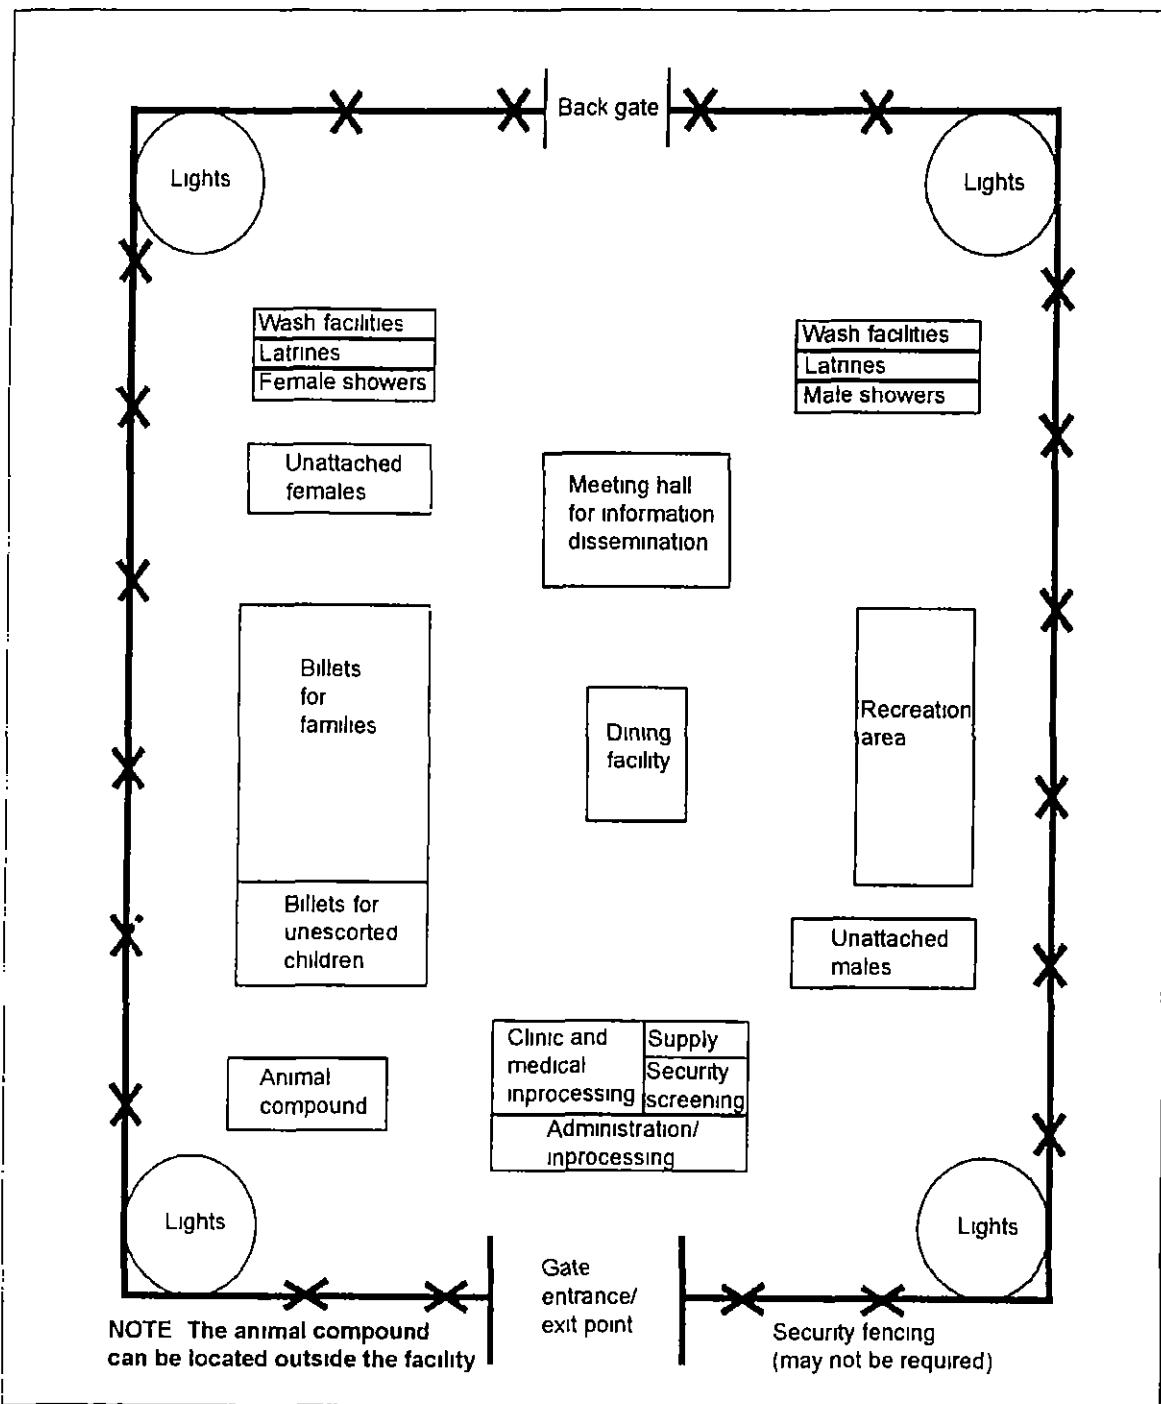 Back gate
Lights
Lights
Wash facilities
Latrines
Female showers
Wash facilities
Latrines
Male showers
Unattached
females
Meeting hall
for information
dissemination
Billets
for
families
Dining
facility
Recreation
area
Billets for
unescorted
children
Unattached
males
Clinic and
medical
inprocessing
Supply
Security
screening
Animal
compound
Administration/
inprocessing
Lights
Lights
Gate
entrance/
exit point
NOTE The animal compound
can be located outside the facility
Security fencing
(may not be required)